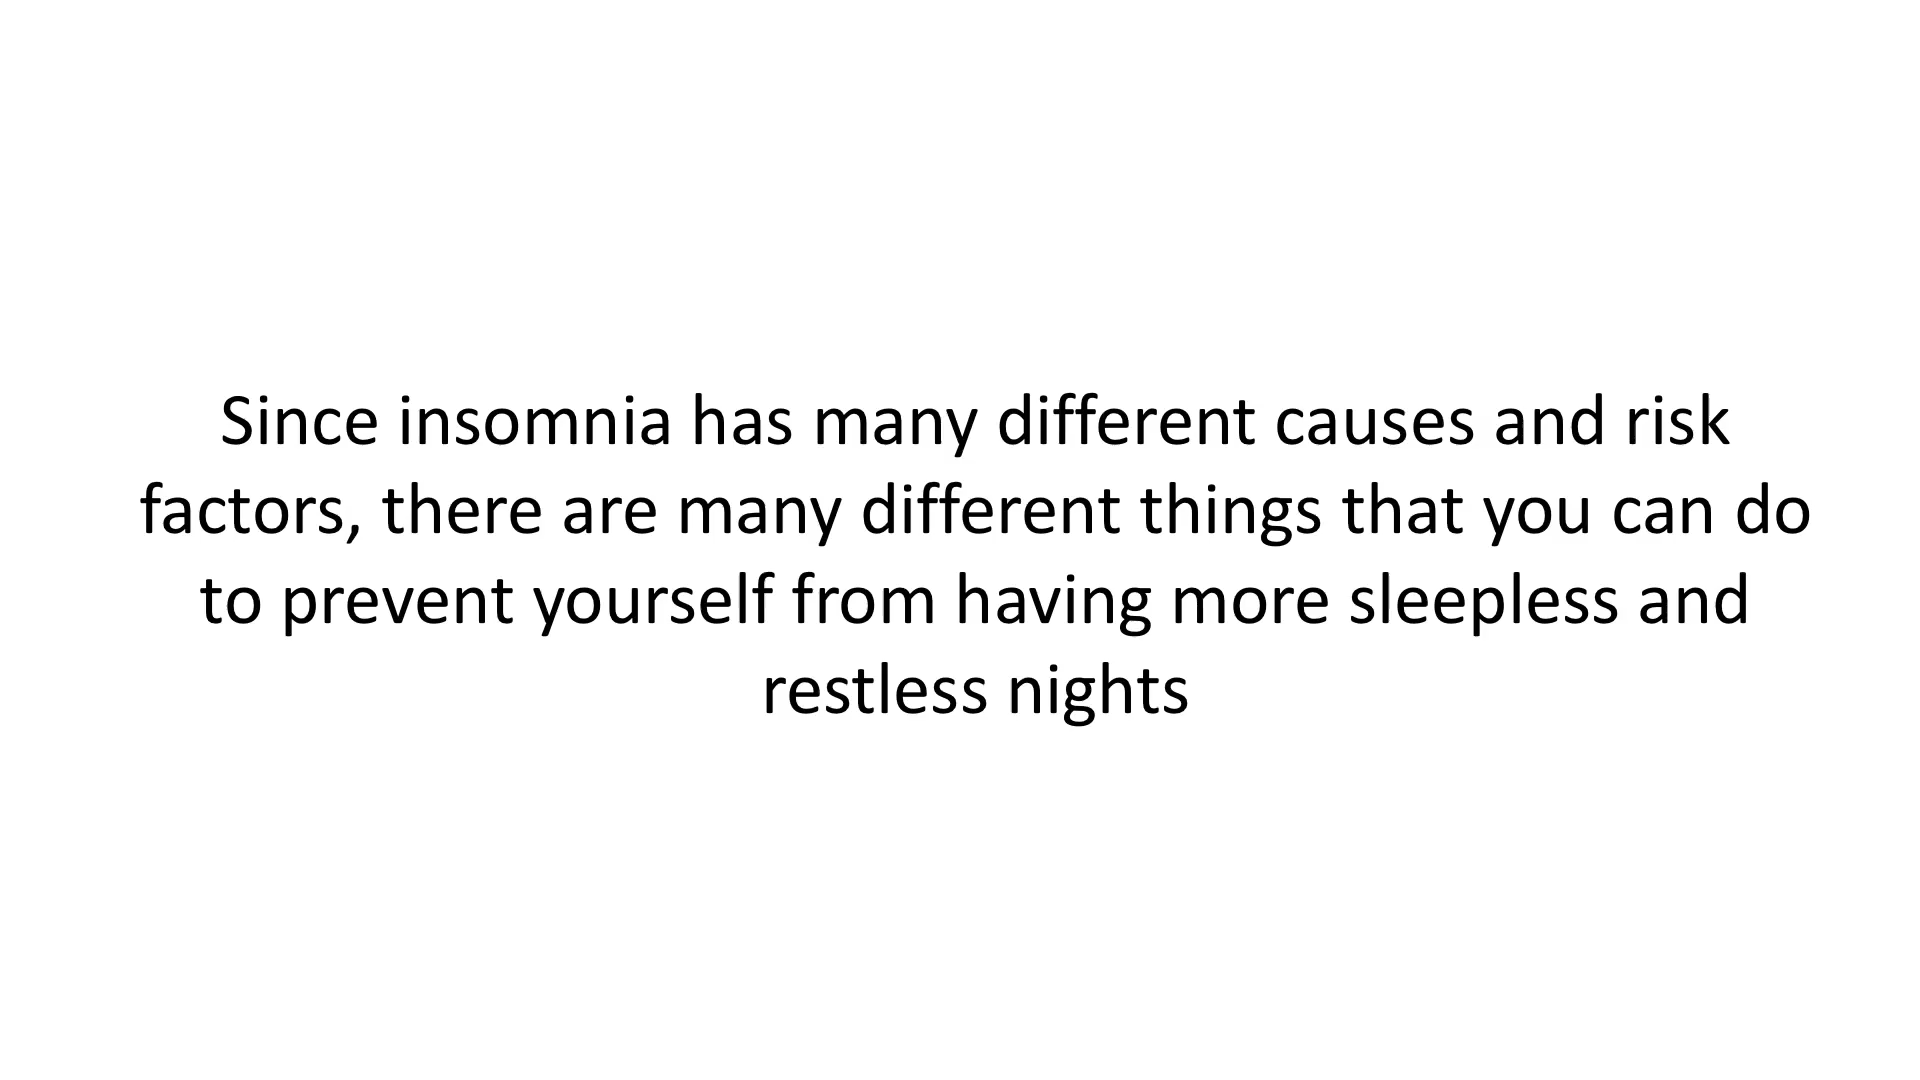 Since insomnia has many different causes and risk
factors, there are many different things that you can do
to prevent yourself from having more sleepless and
restless nights